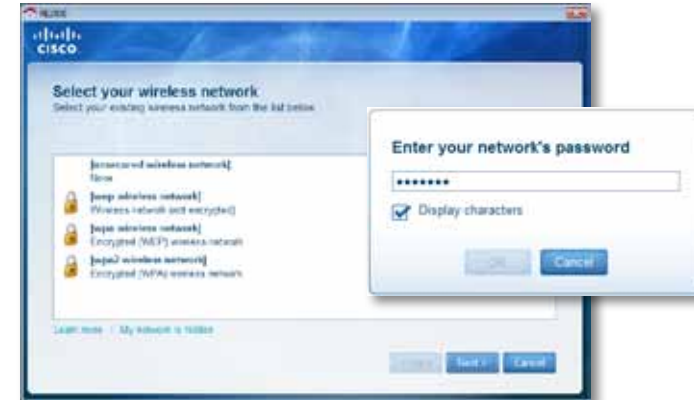 CISCO
Select your wireless network
Select your existing wireless network from the list below.
[unsecured wireless network]
None
[wep wireless network]
(Wireless network not encrypted)
[wpa wireless network]
Encrypted (WEP) wireless network
[wpa2 wireless network]
Encrypted (WPA) wireless network
Learn more
My network is hidden
Next
Cancel
Enter your network's password
•••••••
Display characters
OK
Cancel